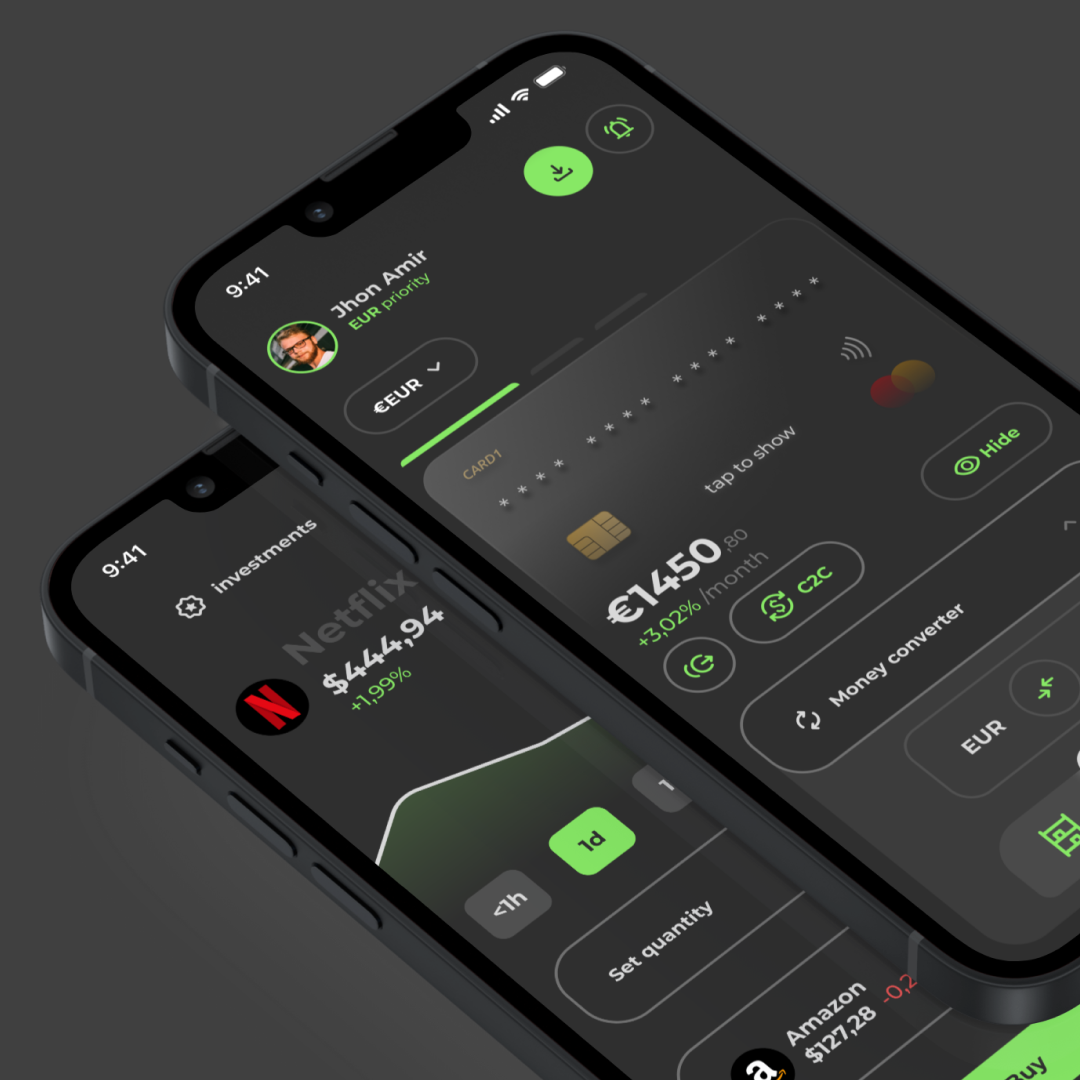 9:41
Jhon Amir
EUR priority
€EUR
CARD1
**** **** **** ****
tap to show
Hide
€1450,80
+3,02% /month
C2C
Money converter
EUR
9:41
investments
Netflix
$444,94
+1,99%
<1h
1d
1
Set quantity
Amazon
$127,28
-0,2
Buy